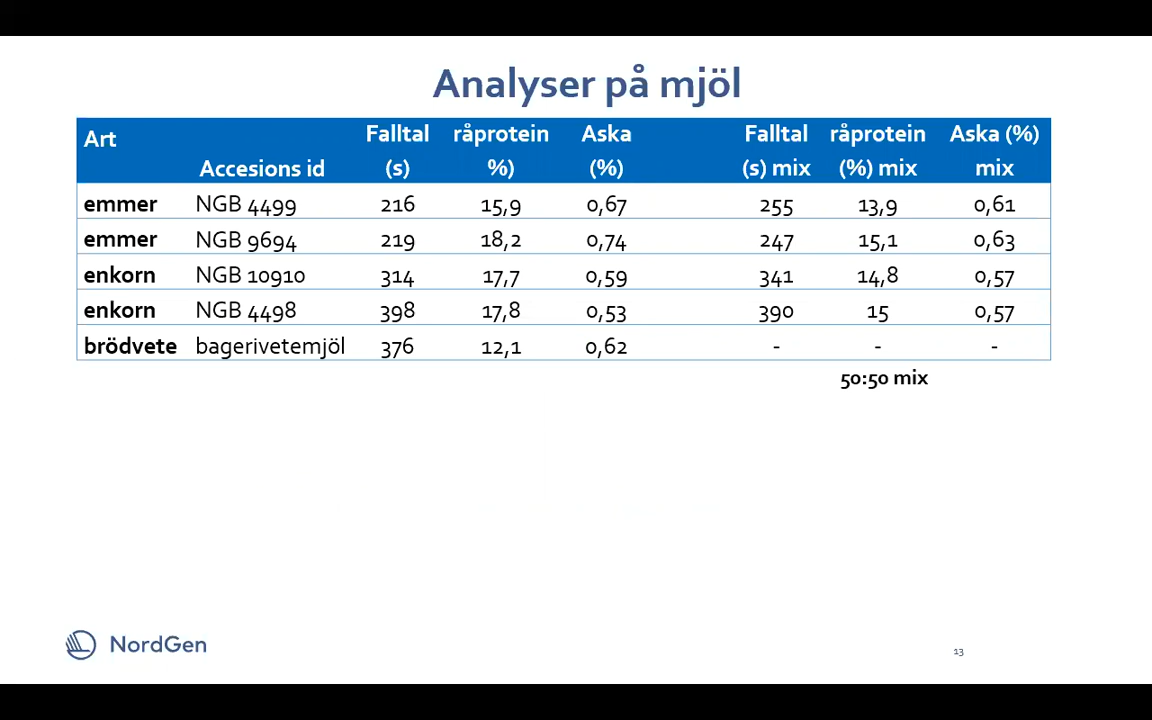 Analyser på mjöl
Art Accesions id Falltal (s) råprotein %) Aska (%) Falltal (s) mix råprotein (%) mix Aska (%) mix
emmer NGB 4499 216 15,9 0,67 255 13,9 0,61
emmer NGB 9694 219 18,2 0,74 247 15,1 0,63
enkorn NGB 10910 314 17,7 0,59 341 14,8 0,57
enkorn NGB 4498 398 17,8 0,53 390 15 0,57
brödvete bagerivetemjöl 376 12,1 0,62 - - -
50:50 mix
NordGen
13